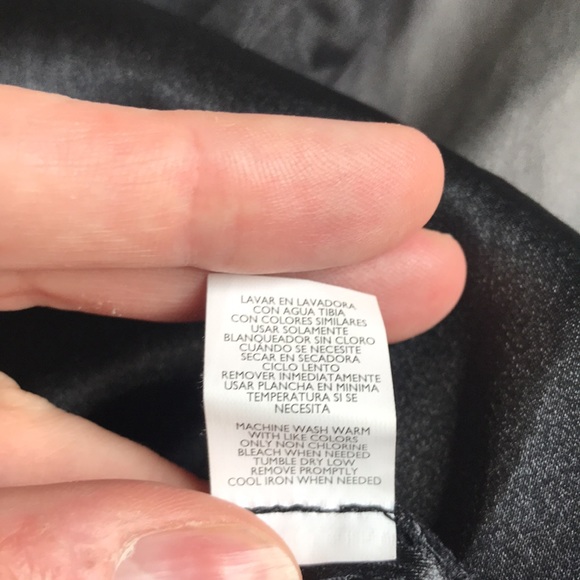 LAVAR EN LAVADORA
CON AGUA TIBIA
CON COLORES SIMILARES
USAR SOLAMENTE
BLANQUEADOR SIN CLORO
CUANDO SE NECESITE
SECAR EN SECADORA
CICLO LENTO
REMOVER INMEDIATAMENTE
USAR PLANCHA EN MINIMA
TEMPERATURA SI SE
NECESITA
MACHINE WASH WARM
WITH LIKE COLORS
ONLY NON CHLORINE
BLEACH WHEN NEEDED
TUMBLE DRY LOW
REMOVE PROMPTLY
COOL IRON WHEN NEEDED